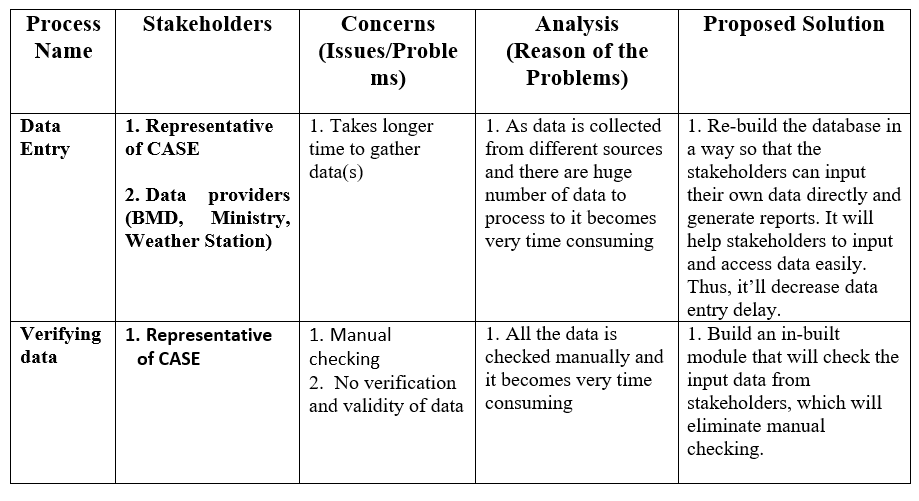 Process
Name
Stakeholders
Concerns
(Issues/Proble
ms)
Analysis
(Reason of the
Problems)
Proposed Solution
Data
Entry
1. Representative
of CASE
2. Data providers
(BMD, Ministry,
Weather Station)
1. Takes longer
time to gather
data(s)
1. As data is collected
from different sources
and there are huge
number of data to
process to it becomes
very time consuming
1. Re-build the database in
a way so that the
stakeholders can input
their own data directly and
generate reports. It will
help stakeholders to input
and access data easily.
Thus, it'll decrease data
entry delay.
Verifying
data
1. Representative
of CASE
1. Manual
checking
2. No verification
and validity of data
1. All the data is
checked manually and
it becomes very time
consuming
1. Build an in-built
module that will check the
input data from
stakeholders, which will
eliminate manual
checking.